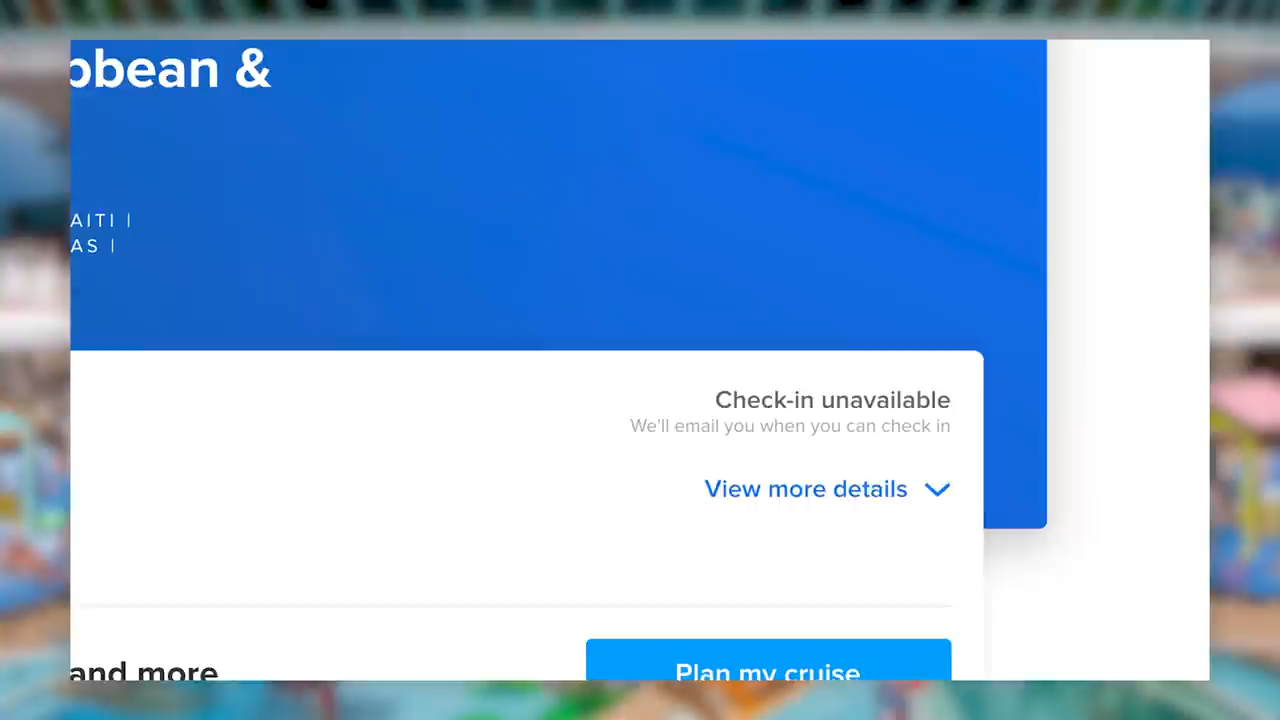 bbean &
AITI |
AS |
Check-in unavailable
We'll email you when you can check in
View more details
and more
Plan my cruise